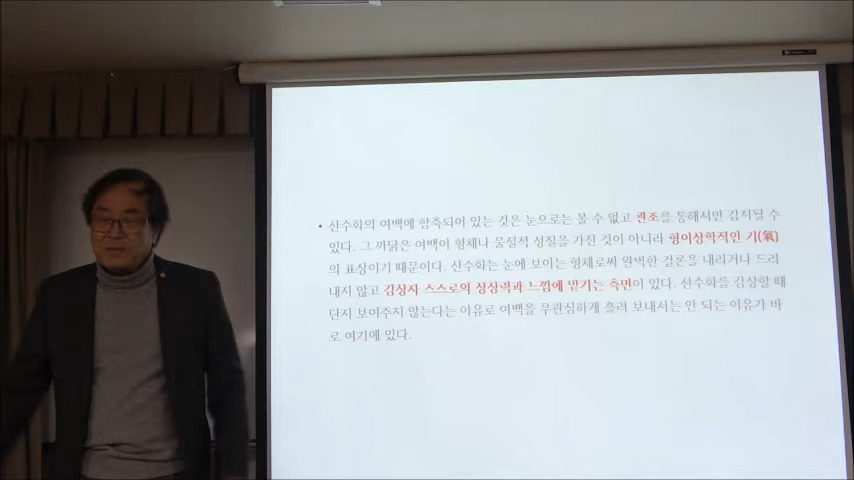 • 산수화의 여백에 함축되어 있는 것은 눈으로는 볼 수 없고 관조를 통해서만 감지될 수
있다. 그 까닭은 여백이 형체나 물질적 성질을 가진 것이 아니라 형이상학적인 기(氣)
의 표상이기 때문이다. 산수화는 눈에 보이는 형체로써 완벽한 결론을 내리거나 드러
내지 않고 감상자 스스로의 상상력과 느낌에 맡기는 측면이 있다. 산수화를 감상할 때
단지 보여주지 않는다는 이유로 여백을 무관심하게 흘려 보내서는 안 되는 이유가 바
로 여기에 있다.